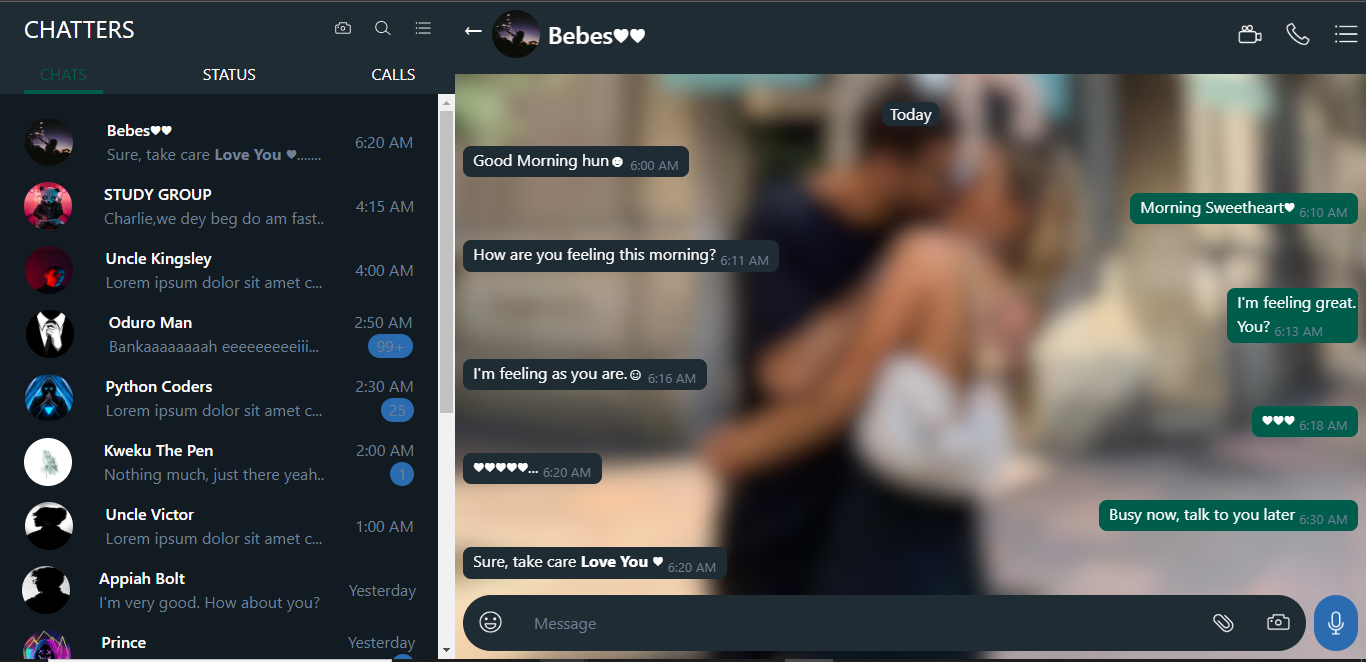 CHATTERS
CHATS STATUS CALLS
Bebes♥♥
6:20 AM
Sure, take care Love You ♥.......
STUDY GROUP
4:15 AM
Charlie,we dey beg do am fast..
Uncle Kingsley
4:00 AM
Lorem ipsum dolor sit amet c...
Oduro Man
2:50 AM
Bankaaaaaaaah eeeeeeeeeiii...
99+
Python Coders
2:30 AM
Lorem ipsum dolor sit amet c...
25
Kweku The Pen
2:00 AM
Nothing much, just there yeah..
1
Uncle Victor
1:00 AM
Lorem ipsum dolor sit amet c...
Appiah Bolt
Yesterday
I'm very good. How about you?
Prince
Yesterday
Bebes♥♥
Today
Good Morning hun☻ 6:00 AM
Morning Sweetheart♥ 6:10 AM
How are you feeling this morning? 6:11 AM
I'm feeling great.
You? 6:13 AM
I'm feeling as you are.☺ 6:16 AM
♥♥♥ 6:18 AM
♥♥♥♥♥... 6:20 AM
Busy now, talk to you later 6:30 AM
Sure, take care Love You ♥ 6:20 AM
Message